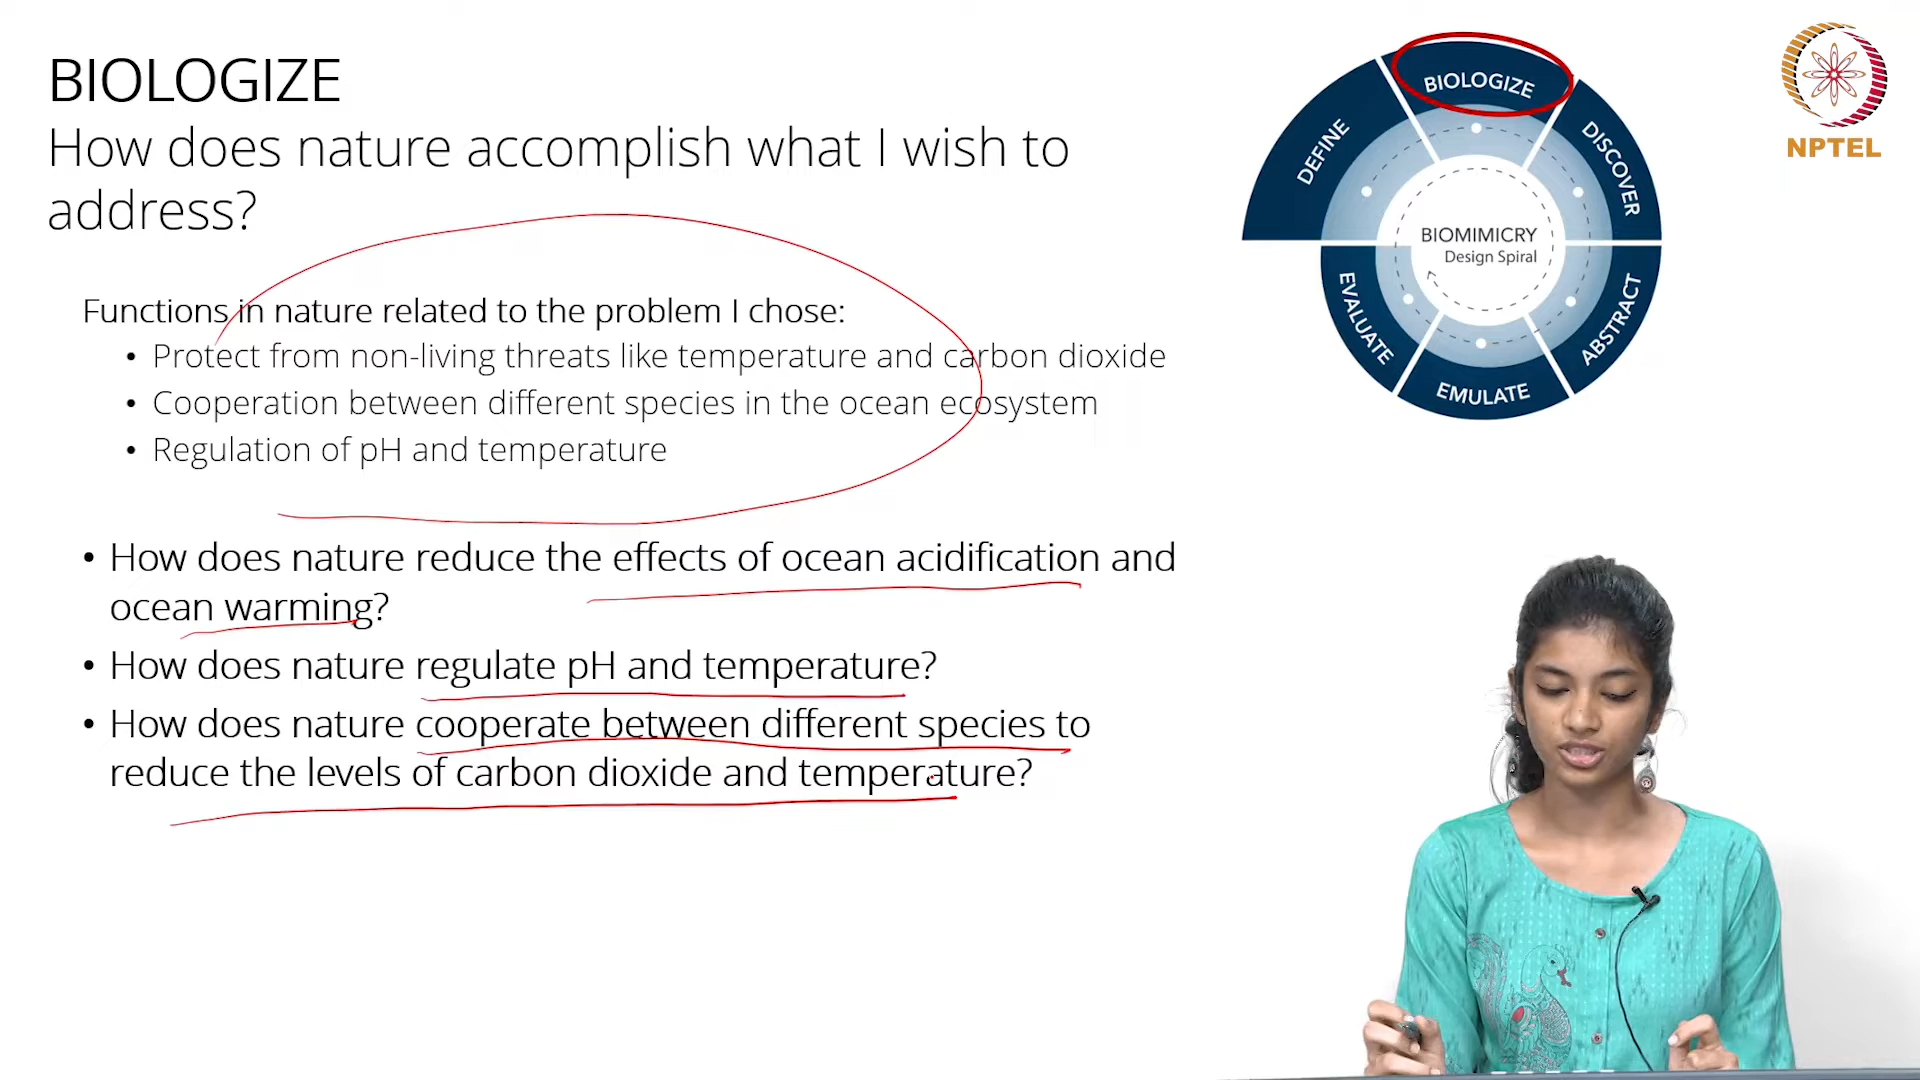 BIOLOGIZE
How does nature accomplish what I wish to
address?
Functions in nature related to the problem I chose:
• Protect from non-living threats like temperature and carbon dioxide
• Cooperation between different species in the ocean ecosystem
• Regulation of pH and temperature
• How does nature reduce the effects of ocean acidification and
ocean warming?
• How does nature regulate pH and temperature?
• How does nature cooperate between different species to
reduce the levels of carbon dioxide and temperature?
DEFINE
BIOLOGIZE
DISCOVER
ABSTRACT
EMULATE
EVALUATE
BIOMIMICRY
Design Spiral
NPTEL